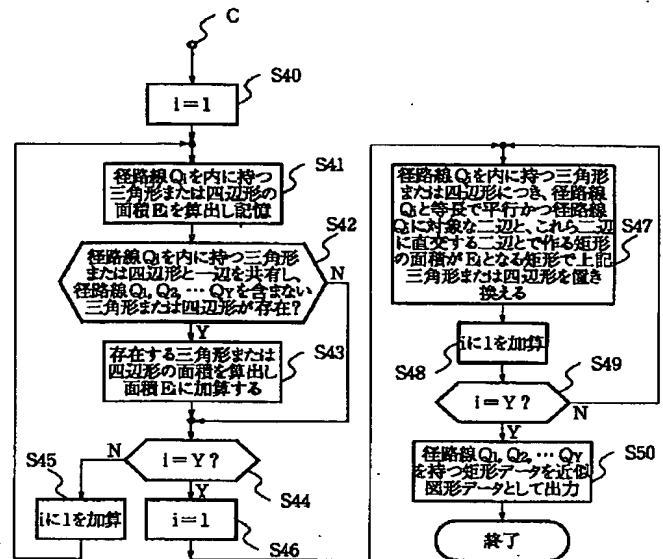 C
S40
i=1
S41
経路線Qiを内に持つ
三角形または四辺形の
面積Eiを算出し記憶
S42
経路線Qiを内に持つ三角形
または四辺形と一辺を共有し、
経路線Q1, Q2, … QYを含まない
三角形または四辺形が存在?
N
Y
S43
存在する三角形または
四辺形の面積を算出し
面積Eiに加算する
N
i=Y?
S44
Y
S45
iに1を加算
i=1
S46
経路線Qiを内に持つ三角形
または四辺形につき、経路線
Qiと等長で平行かつ経路線
Qiに対象な二辺と、これら二辺
に直交する二辺とで作る矩形
の面積がEiとなる矩形で上記
三角形または四辺形を置き
換える
S47
iに1を加算
S48
S49
i=Y?
N
Y
経路線Q1, Q2, … QY
を持つ矩形データを近似
図形データとして出力
S50
終了